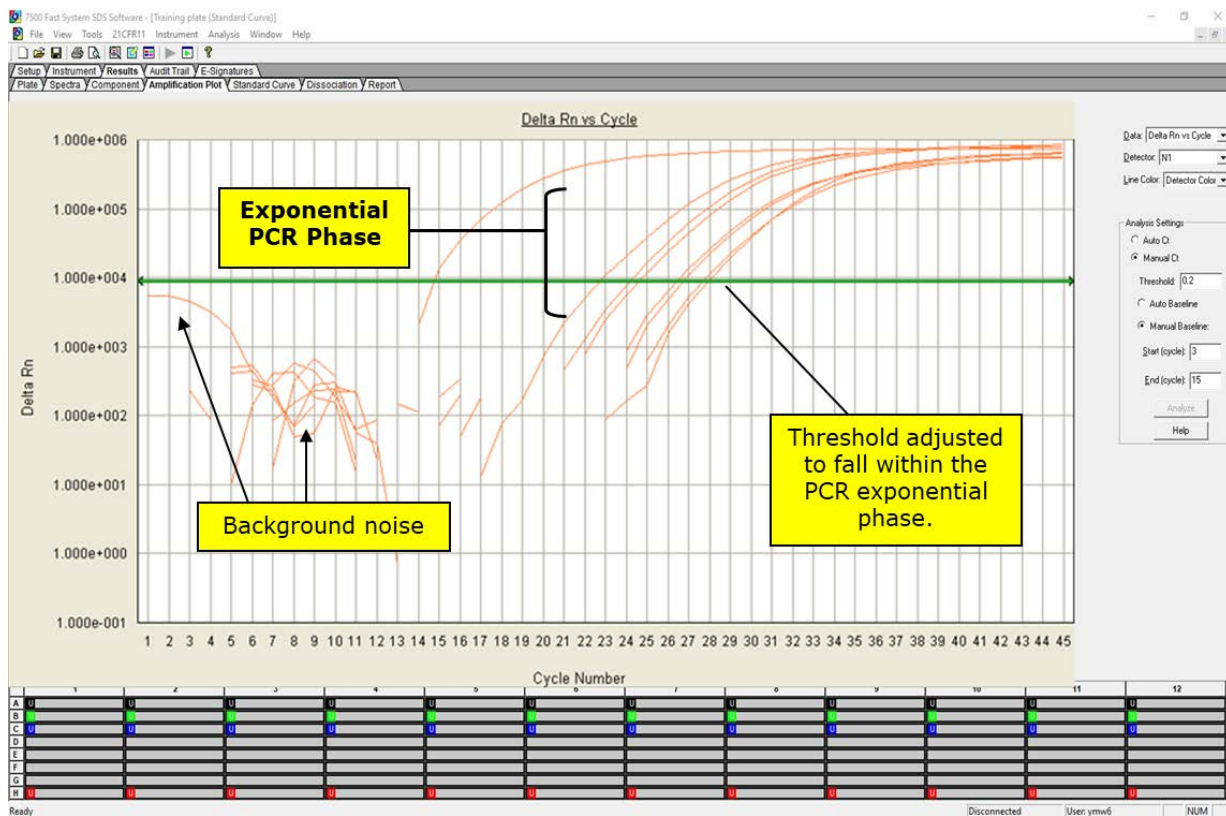 7500 Fast System SDS Software - [Training plate (Standard Curve)]
File View Tools 21CFR11 Instrument Analysis Window Help
Setup Instrument Results Audit Trail E-Signatures
Plate Spectra Component Amplification Plot Standard Curve Dissociation Report
Delta Rn vs Cycle
1.000e+006
1.000e+005
1.000e+004
1.000e+003
1.000e+002
1.000e+001
1.000e+000
1.000e-001
Delta Rn
Exponential
PCR Phase
Background noise
Threshold adjusted
to fall within the
PCR exponential
phase.
1 2 3 4 5 6 7 8 9 10 11 12 13 14 15 16 17 18 19 20 21 22 23 24 25 26 27 28 29 30 31 32 33 34 35 36 37 38 39 40 41 42 43 44 45
Cycle Number
Data: Delta Rn vs Cycle
Detector: N1
Line Color: Detector Color
Analysis Settings
Auto Ct
Manual Ct
Threshold: 0.2
Auto Baseline
Manual Baseline:
Start (cycle): 3
End (cycle): 15
Analyze
Help
1 2 3 4 5 6 7 8 9 10 11 12
A U U U U U U U U U U U U
B U U U U U U U U U U U U
C U U U U U U U U U U U U
D
E
F
G
H U U U U U U U U U U U U
Ready Disconnected User: ymw6 NUM